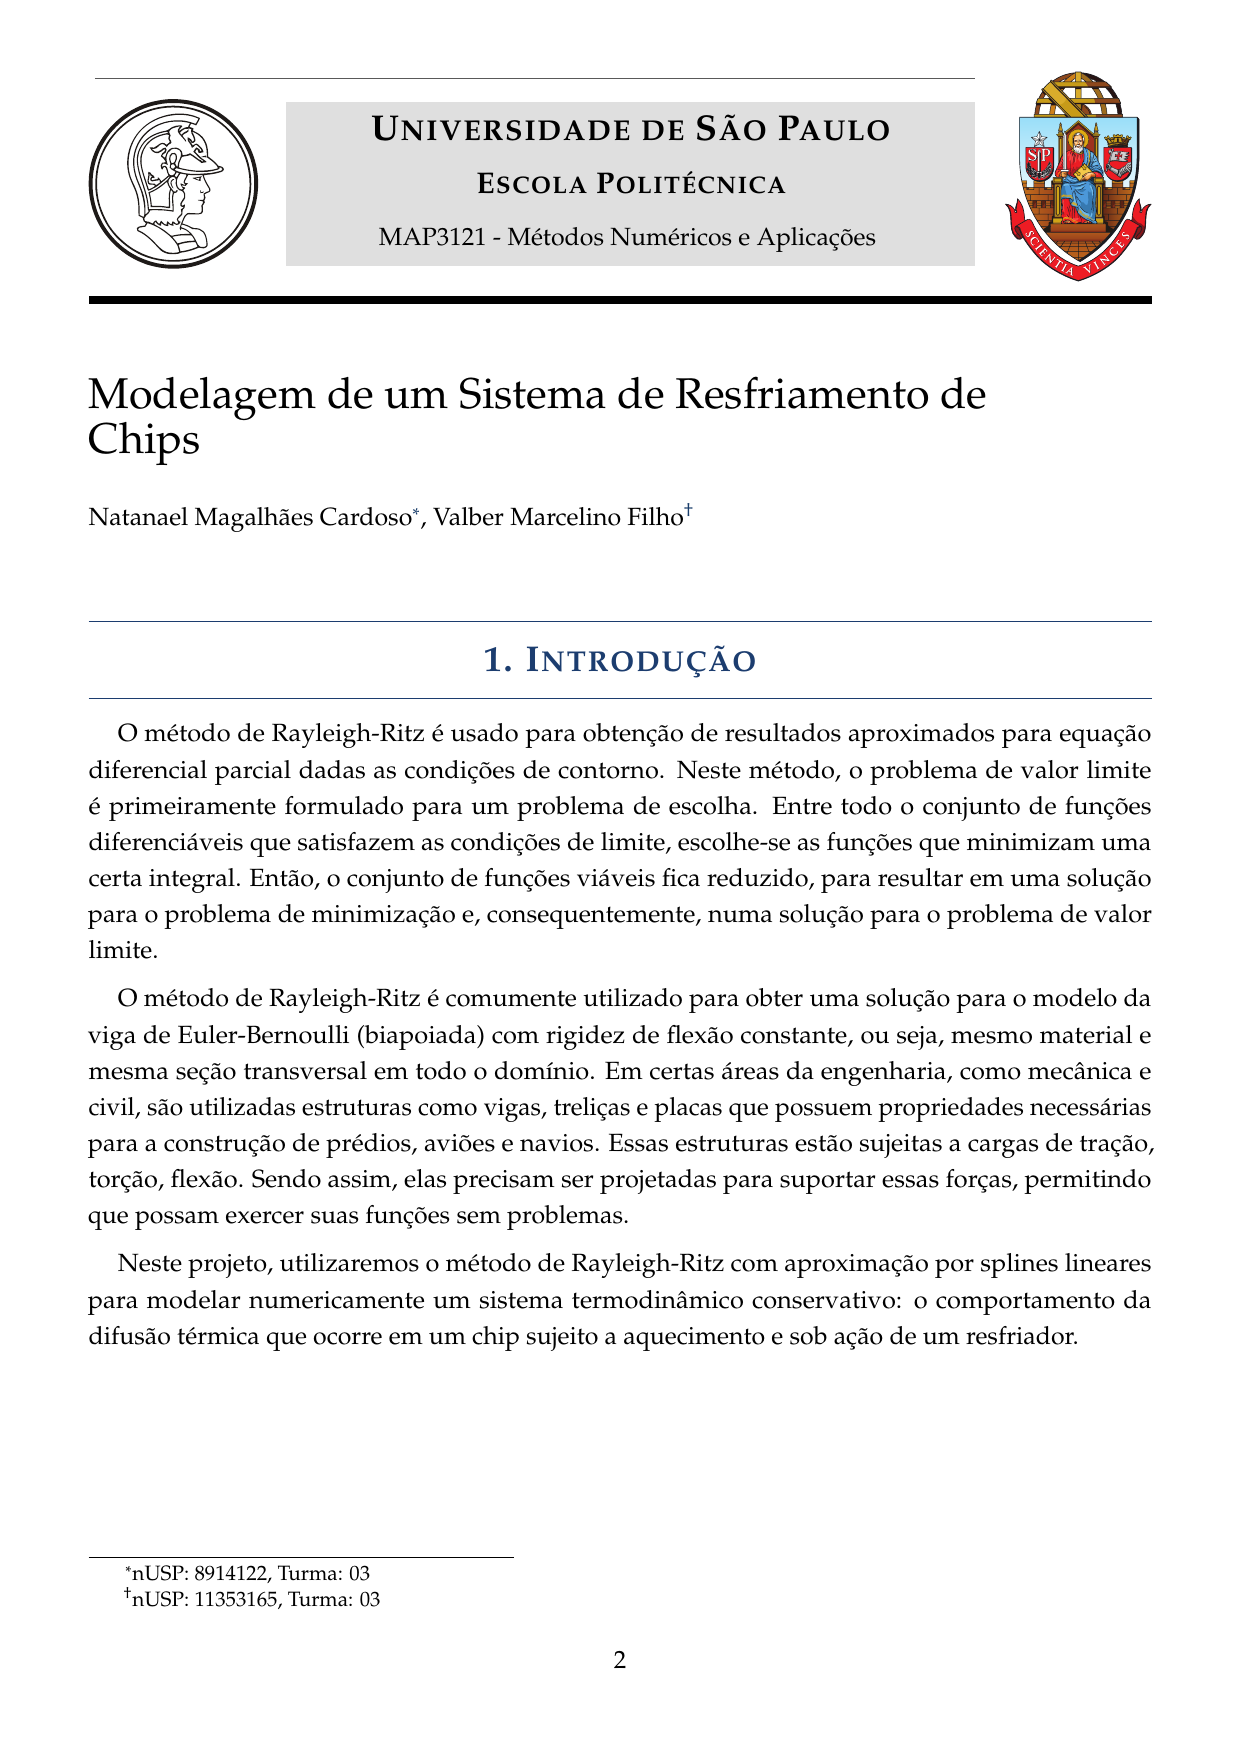 UNIVERSIDADE DE SÃO PAULO
ESCOLA POLITÉCNICA
MAP3121 - Métodos Numéricos e Aplicações
SP
SCIENTIA VINCES
Modelagem de um Sistema de Resfriamento de
Chips
Natanael Magalhães Cardoso*, Valber Marcelino Filho†
1. INTRODUÇÃO
O método de Rayleigh-Ritz é usado para obtenção de resultados aproximados para equação
diferencial parcial dadas as condições de contorno. Neste método, o problema de valor limite
é primeiramente formulado para um problema de escolha. Entre todo o conjunto de funções
diferenciáveis que satisfazem as condições de limite, escolhe-se as funções que minimizam uma
certa integral. Então, o conjunto de funções viáveis fica reduzido, para resultar em uma solução
para o problema de minimização e, consequentemente, numa solução para o problema de valor
limite.
O método de Rayleigh-Ritz é comumente utilizado para obter uma solução para o modelo da
viga de Euler-Bernoulli (biapoiada) com rigidez de flexão constante, ou seja, mesmo material e
mesma seção transversal em todo o domínio. Em certas áreas da engenharia, como mecânica e
civil, são utilizadas estruturas como vigas, treliças e placas que possuem propriedades necessárias
para a construção de prédios, aviões e navios. Essas estruturas estão sujeitas a cargas de tração,
torção, flexão. Sendo assim, elas precisam ser projetadas para suportar essas forças, permitindo
que possam exercer suas funções sem problemas.
Neste projeto, utilizaremos o método de Rayleigh-Ritz com aproximação por splines lineares
para modelar numericamente um sistema termodinâmico conservativo: o comportamento da
difusão térmica que ocorre em um chip sujeito a aquecimento e sob ação de um resfriador.
*nUSP: 8914122, Turma: 03
†nUSP: 11353165, Turma: 03
2